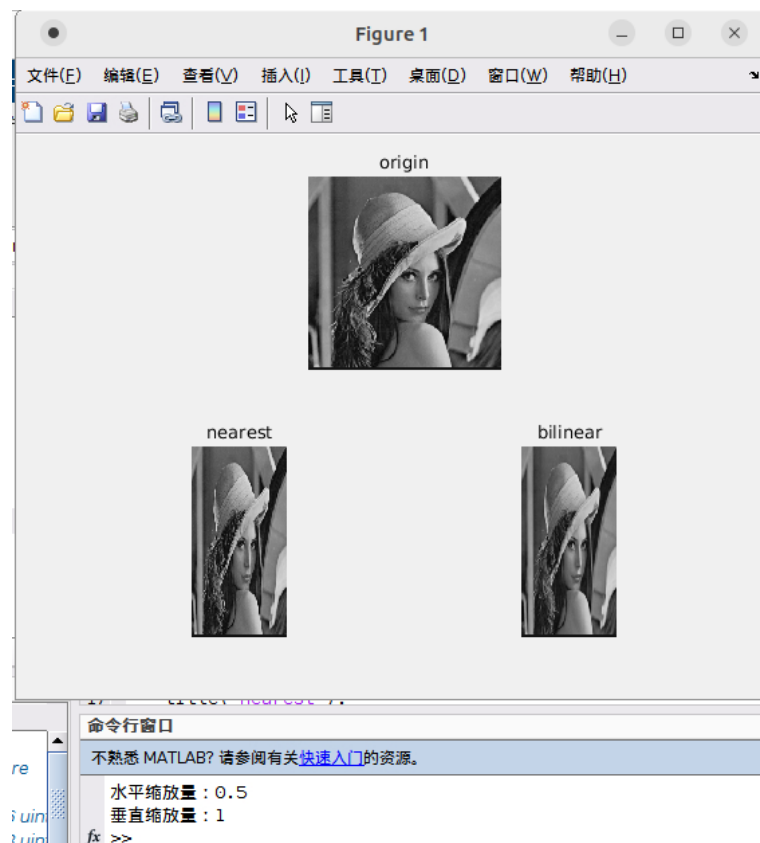 Figure 1
文件(F) 编辑(E) 查看(V) 插入(I) 工具(T) 桌面(D) 窗口(W) 帮助(H)
origin
nearest bilinear
命令行窗口
不熟悉 MATLAB? 请参阅有关快速入门的资源。
re
水平缩放量：0.5
垂直缩放量：1
fx >>